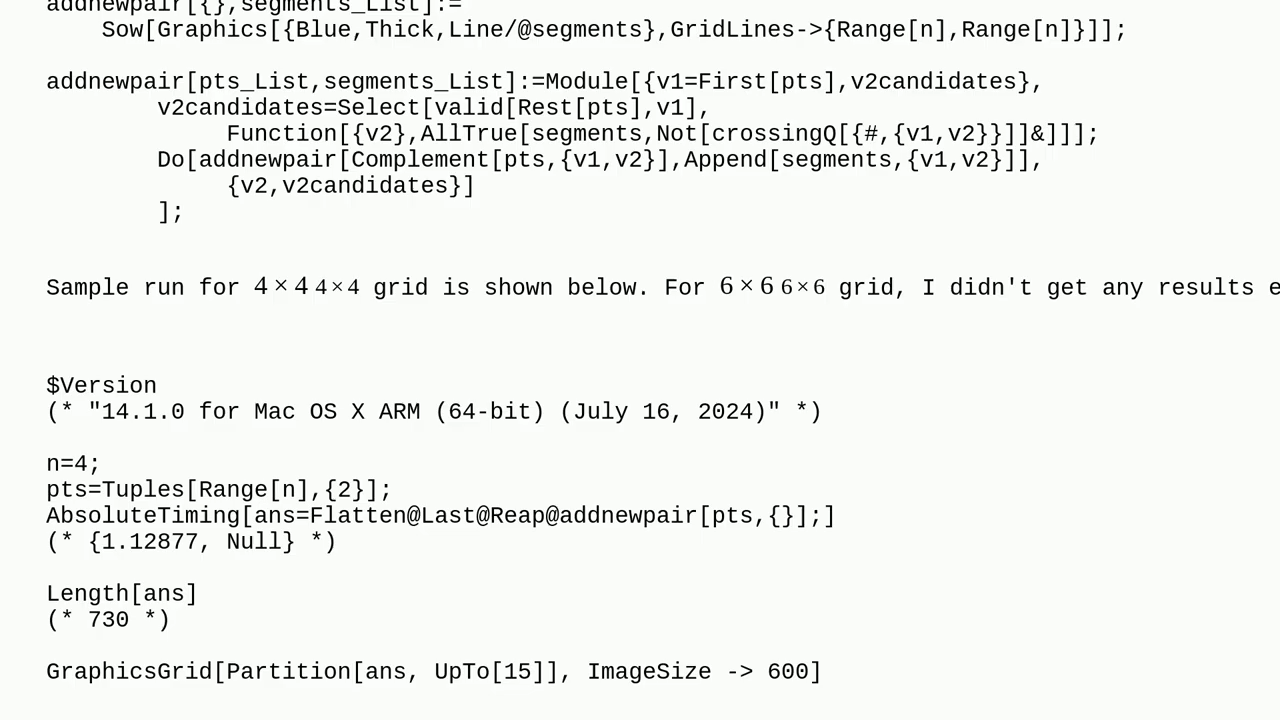 addnewpair[{},segments_List]:=
Sow[Graphics[{Blue,Thick,Line/@segments},GridLines->{Range[n],Range[n]}]];
addnewpair[pts_List,segments_List]:=Module[{v1=First[pts],v2candidates},
v2candidates=Select[valid[Rest[pts],v1],
Function[{v2},AllTrue[segments,Not[crossingQ[{#,{v1,v2}}]]&]]];
Do[addnewpair[Complement[pts,{v1,v2}],Append[segments,{v1,v2}]],
{v2,v2candidates}]
];
Sample run for 4×4 4×4 grid is shown below. For 6×6 6×6 grid, I didn't get any results
$Version
(* "14.1.0 for Mac OS X ARM (64-bit) (July 16, 2024)" *)
n=4;
pts=Tuples[Range[n],{2}];
AbsoluteTiming[ans=Flatten@Last@Reap@addnewpair[pts,{}];]
(* {1.12877, Null} *)
Length[ans]
(* 730 *)
GraphicsGrid[Partition[ans, UpTo[15]], ImageSize -> 600]